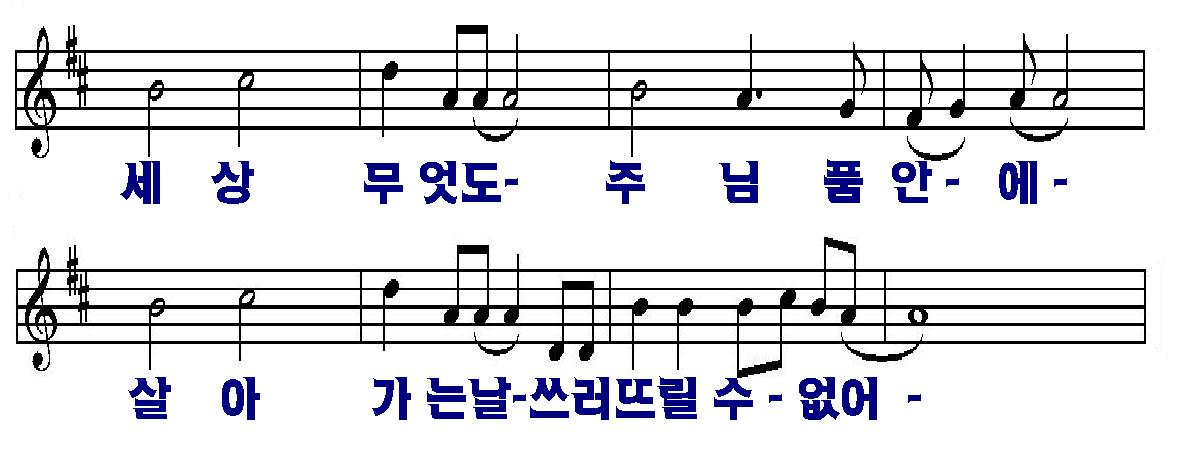 세 상 무 엇도- 주 님 품 안- 에-
살 아 가 는날-쓰러뜨릴 수- 없어 -